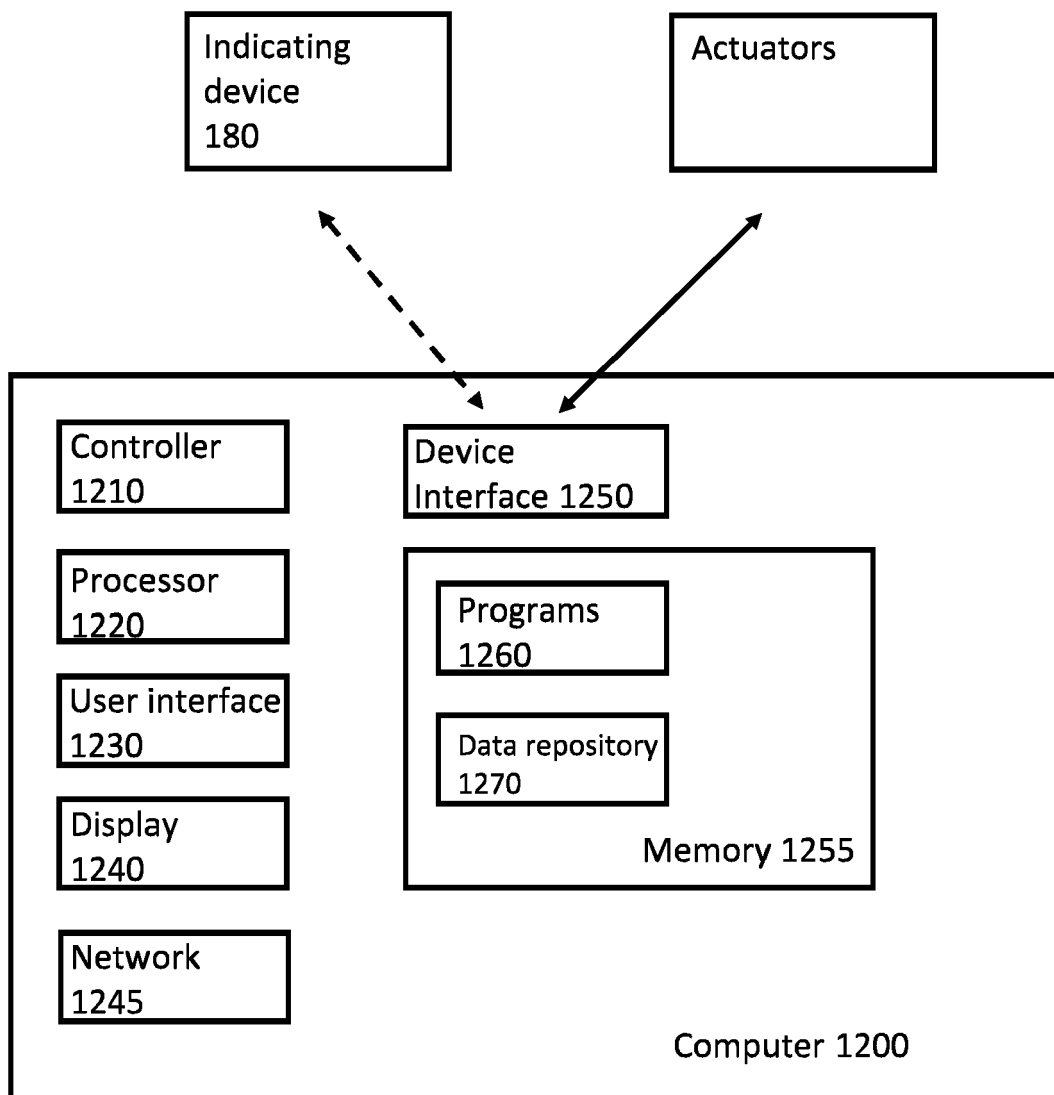 Indicating
device
180
Actuators
Controller
1210
Device
Interface 1250
Processor
1220
Programs
1260
User interface
1230
Data repository
1270
Display
1240
Memory 1255
Network
1245
Computer 1200